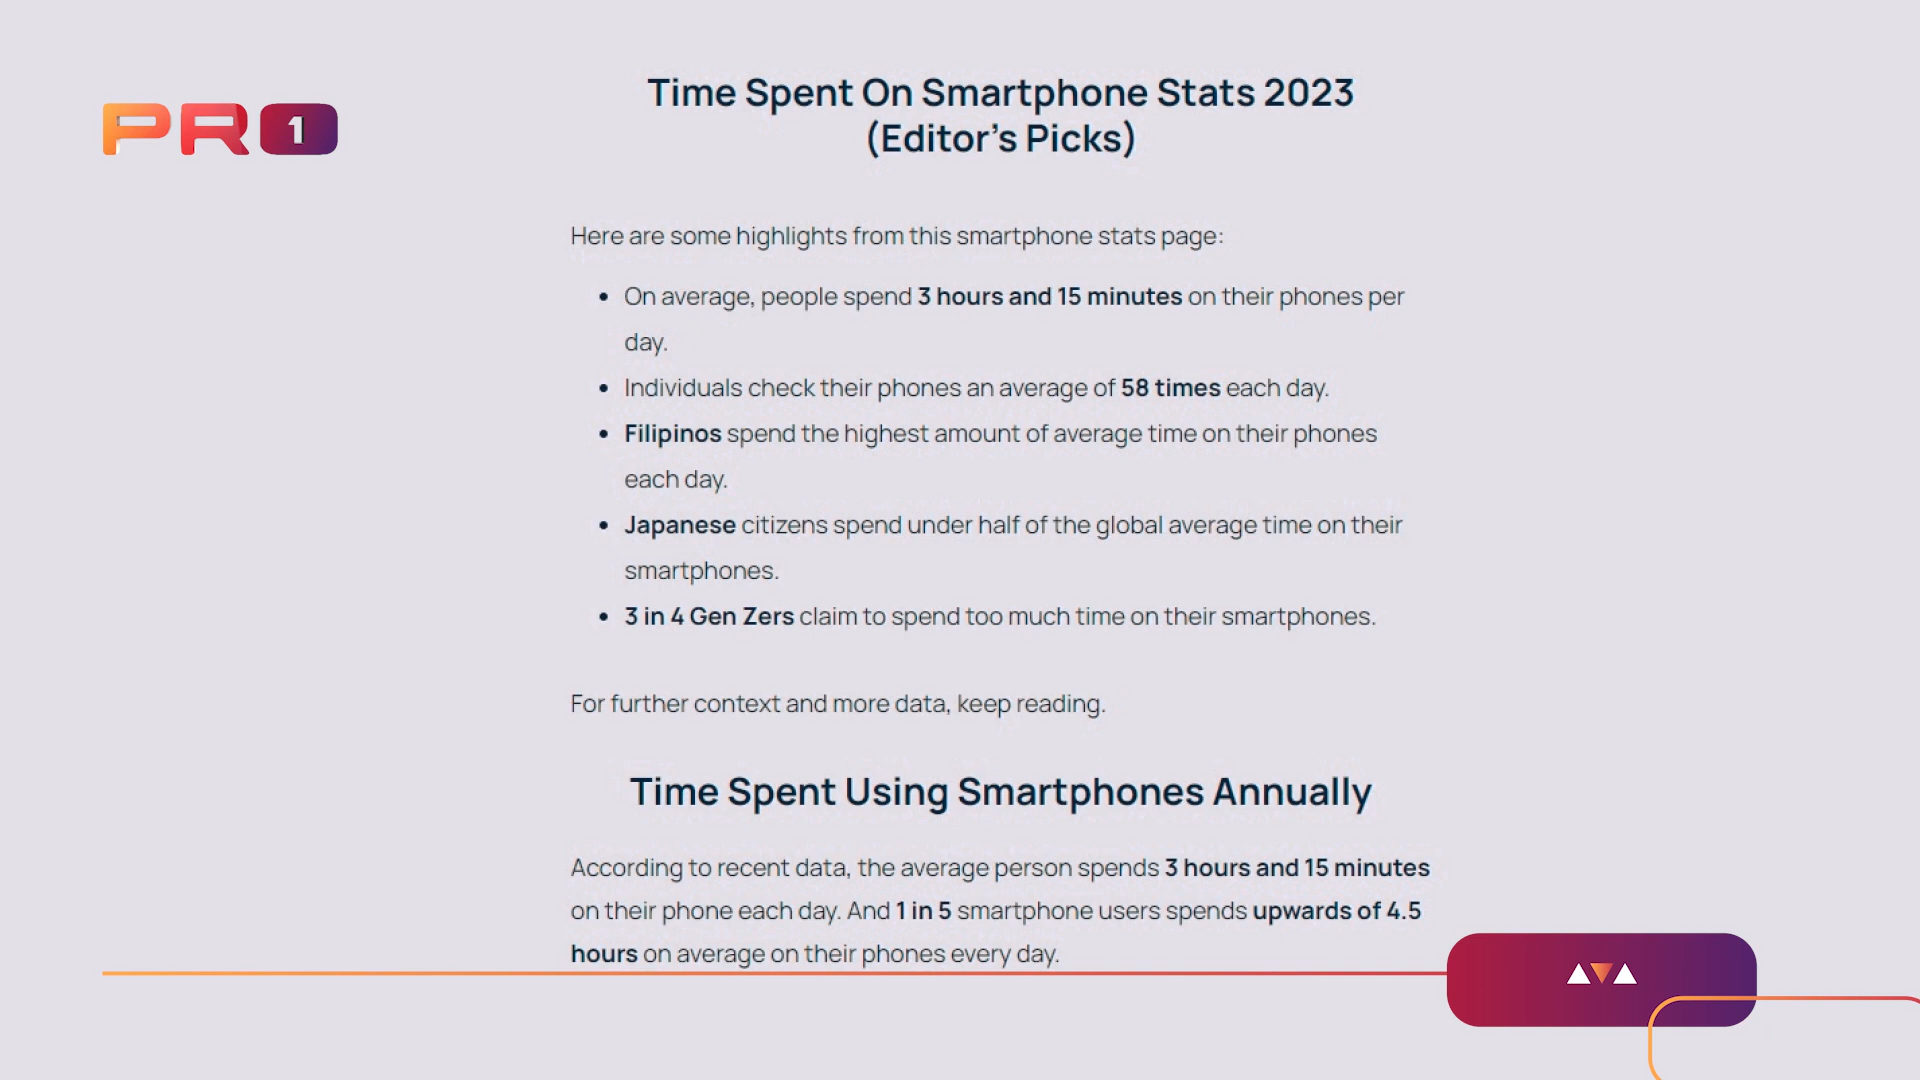 PRO 1
Time Spent On Smartphone Stats 2023
(Editor's Picks)
Here are some highlights from this smartphone stats page:
• On average, people spend 3 hours and 15 minutes on their phones per
day.
• Individuals check their phones an average of 58 times each day.
• Filipinos spend the highest amount of average time on their phones
each day.
• Japanese citizens spend under half of the global average time on their
smartphones.
• 3 in 4 Gen Zers claim to spend too much time on their smartphones.
For further context and more data, keep reading.
Time Spent Using Smartphones Annually
According to recent data, the average person spends 3 hours and 15 minutes
on their phone each day. And 1 in 5 smartphone users spends upwards of 4.5
hours on average on their phones every day.